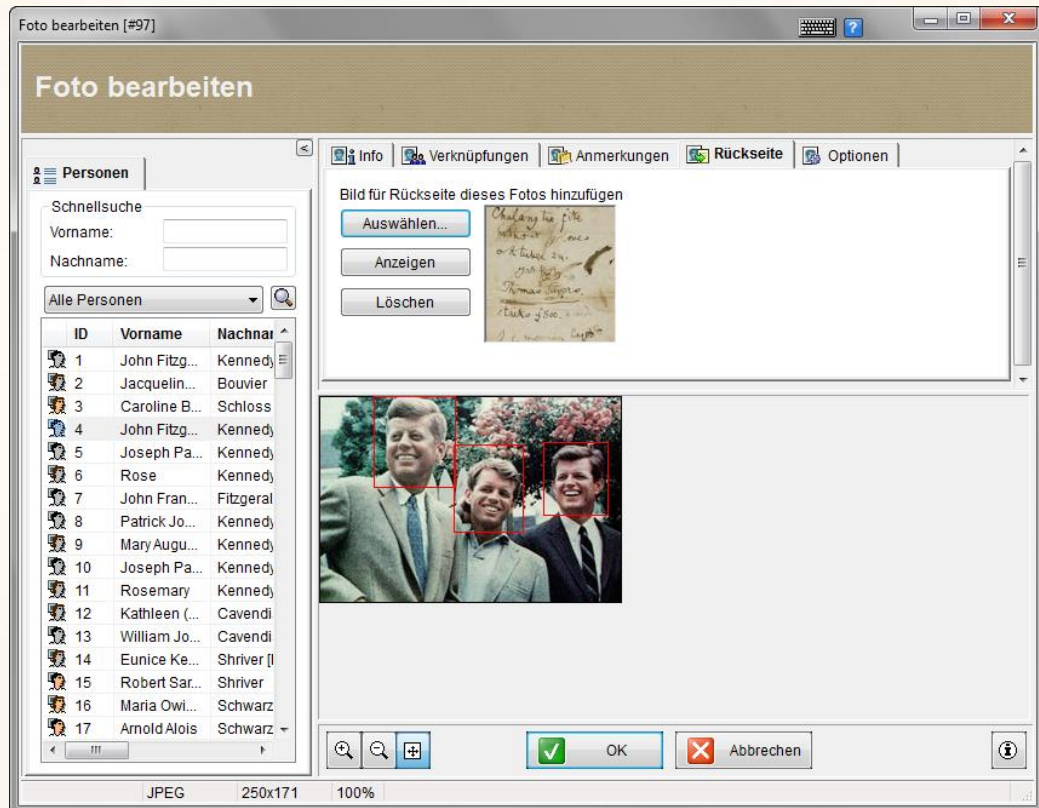 Foto bearbeiten [#97]
Foto bearbeiten
Personen
Schnellsuche
Vorname:
Nachname:
Alle Personen
ID Vorname Nachnar
1 John Fitzg... Kennedy
2 Jacquelin... Bouvier
3 Caroline B... Schloss
4 John Fitzg... Kennedy
5 Joseph Pa... Kennedy
6 Rose Kennedy
7 John Fran... Fitzgeral
8 Patrick Jo... Kennedy
9 Mary Augu... Kennedy
10 Joseph Pa... Kennedy
11 Rosemary Kennedy
12 Kathleen (... Cavendi
13 William Jo... Cavendi
14 Eunice Ke... Shriver [
15 Robert Sar... Shriver
16 Maria Owi... Schwarz
17 Arnold Alois Schwarz
Info Verknüpfungen Anmerkungen Rückseite Optionen
Bild für Rückseite dieses Fotos hinzufügen
Auswählen...
Anzeigen
Löschen
Thomas
OK Abbrechen
JPEG 250x171 100%